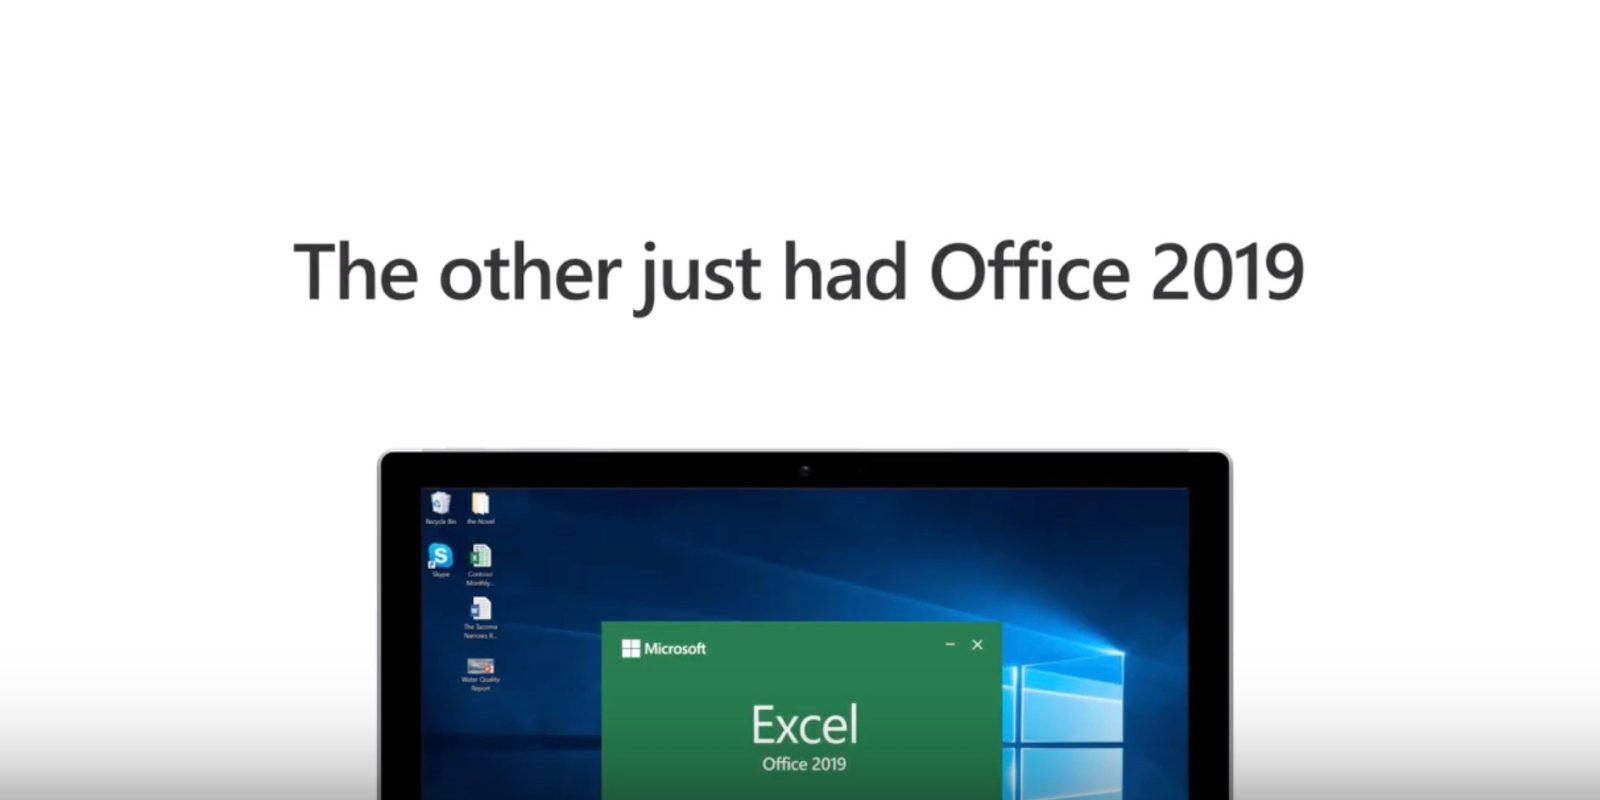 The other just had Office 2019
Recycle Bin
the Novel
Skype
Contoso
Monthly...
The Tacoma
Narrows B...
Water Quality
Report
Microsoft
Excel
Office 2019